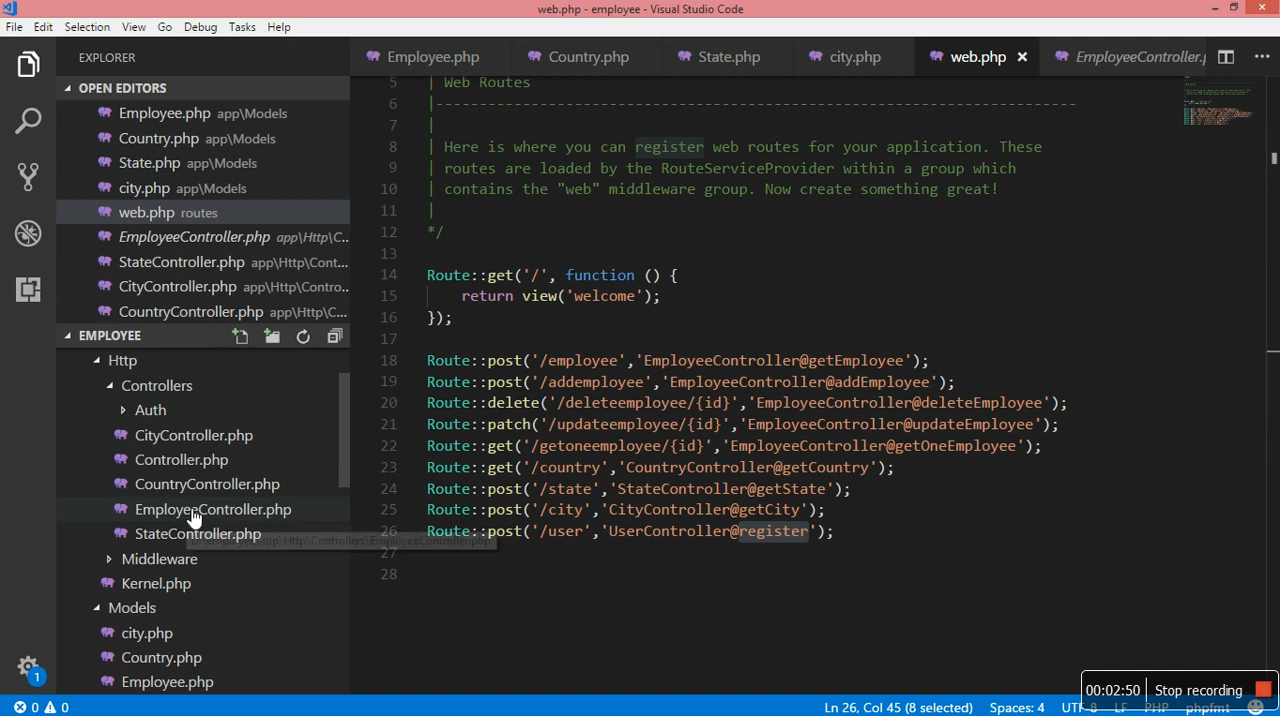 web.php - employee - Visual Studio Code
File Edit Selection View Go Debug Tasks Help
EXPLORER
Employee.php Country.php State.php city.php web.php EmployeeController.p
OPEN EDITORS
Employee.php app\Models
Country.php app\Models
State.php app\Models
city.php app\Models
web.php routes
EmployeeController.php app\Http\C...
StateController.php app\Http\Cont...
CityController.php app\Http\Contro...
CountryController.php app\Http\C...
EMPLOYEE
Http
Controllers
Auth
CityController.php
Controller.php
CountryController.php
EmployeeController.php
StateController.php
Middleware
Kernel.php
Models
city.php
Country.php
Employee.php
1
5 | Web Routes
6 |--------------------------------------------------------------------------
7 |
8 | Here is where you can register web routes for your application. These
9 | routes are loaded by the RouteServiceProvider within a group which
10 | contains the "web" middleware group. Now create something great!
11 |
12 */
13
14 Route::get('/', function () {
15 return view('welcome');
16 });
17
18 Route::post('/employee','EmployeeController@getEmployee');
19 Route::post('/addemployee','EmployeeController@addEmployee');
20 Route::delete('/deleteemployee/{id}','EmployeeController@deleteEmployee');
21 Route::patch('/updateemployee/{id}','EmployeeController@updateEmployee');
22 Route::get('/getoneemployee/{id}','EmployeeController@getOneEmployee');
23 Route::get('/country','CountryController@getCountry');
24 Route::post('/state','StateController@getState');
25 Route::post('/city','CityController@getCity');
26 Route::post('/user','UserController@register');
27
28
00:02:50 Stop recording
0 0 Ln 26, Col 45 (8 selected) Spaces: 4 UTF-8 LF PHP phpfmt